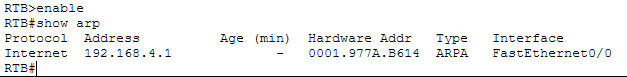 RTB>enable
RTB#show arp
Protocol  Address          Age (min)  Hardware Addr   Type   Interface
Internet  192.168.4.1             -   0001.977A.B614  ARPA   FastEthernet0/0
RTB#